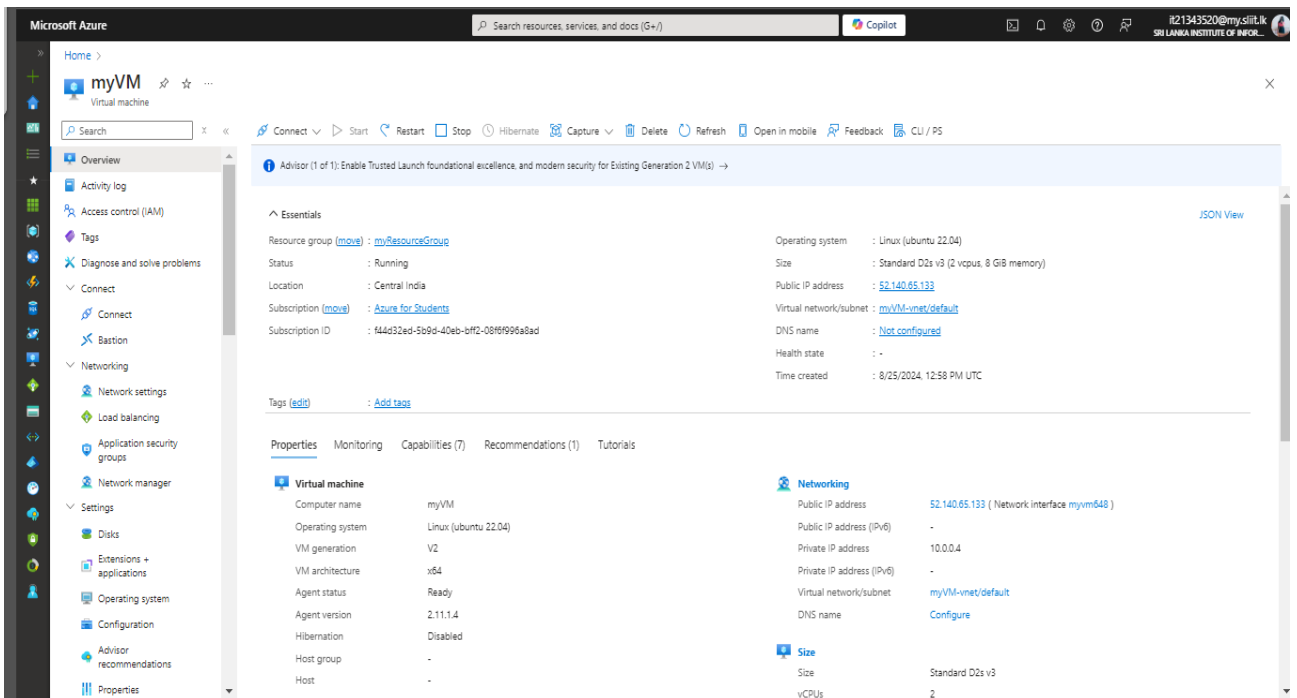 Microsoft Azure
Search resources, services, and docs (G+/)
Copilot
it21343520@my.sliit.lk
SRI LANKA INSTITUTE OF INFOR...
Home >
myVM
Virtual machine
Search
Connect
Start
Restart
Stop
Hibernate
Capture
Delete
Refresh
Open in mobile
Feedback
CLI / PS
Overview
Activity log
Access control (IAM)
Tags
Diagnose and solve problems
Connect
Connect
Bastion
Networking
Network settings
Load balancing
Application security
groups
Network manager
Settings
Disks
Extensions +
applications
Operating system
Configuration
Advisor
recommendations
Properties
Advisor (1 of 1): Enable Trusted Launch foundational excellence, and modern security for Existing Generation 2 VM(s) →
Essentials
JSON View
Resource group (move) : myResourceGroup
Status : Running
Location : Central India
Subscription (move) : Azure for Students
Subscription ID : f44d32ed-5b9d-40eb-bff2-08f6f996a8ad
Operating system : Linux (ubuntu 22.04)
Size : Standard D2s v3 (2 vcpus, 8 GiB memory)
Public IP address : 52.140.65.133
Virtual network/subnet : myVM-vnet/default
DNS name : Not configured
Health state : -
Time created : 8/25/2024, 12:58 PM UTC
Tags (edit) : Add tags
Properties Monitoring Capabilities (7) Recommendations (1) Tutorials
Virtual machine
Computer name myVM
Operating system Linux (ubuntu 22.04)
VM generation V2
VM architecture x64
Agent status Ready
Agent version 2.11.1.4
Hibernation Disabled
Host group -
Host -
Networking
Public IP address 52.140.65.133 ( Network interface myvm648 )
Public IP address (IPv6) -
Private IP address 10.0.0.4
Private IP address (IPv6) -
Virtual network/subnet myVM-vnet/default
DNS name Configure
Size
Size Standard D2s v3
vCPUs 2